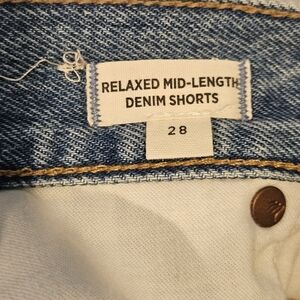 RELAXED MID-LENGTH
DENIM SHORTS
28